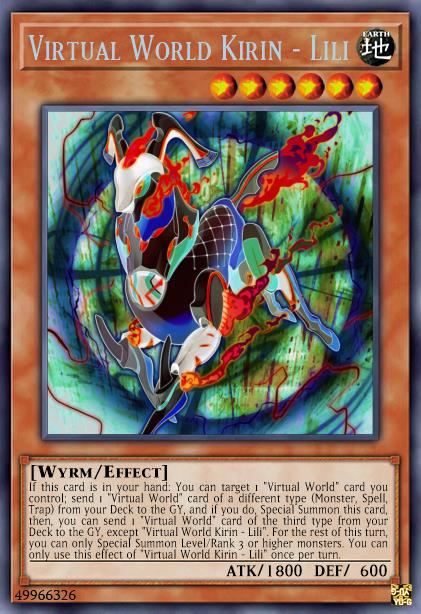 Virtual World Kirin - Lili
EARTH
地
[Wyrm/Effect]
If this card is in your hand: You can target 1 "Virtual World" card you
control; send 1 "Virtual World" card of a different type (Monster, Spell,
Trap) from your Deck to the GY, and if you do, Special Summon this card,
then, you can send 1 "Virtual World" card of the third type from your
Deck to the GY, except "Virtual World Kirin - Lili". For the rest of this turn,
you can only Special Summon Level/Rank 3 or higher monsters. You can
only use this effect of "Virtual World Kirin - Lili" once per turn.
ATK/1800 DEF/ 600
49966326